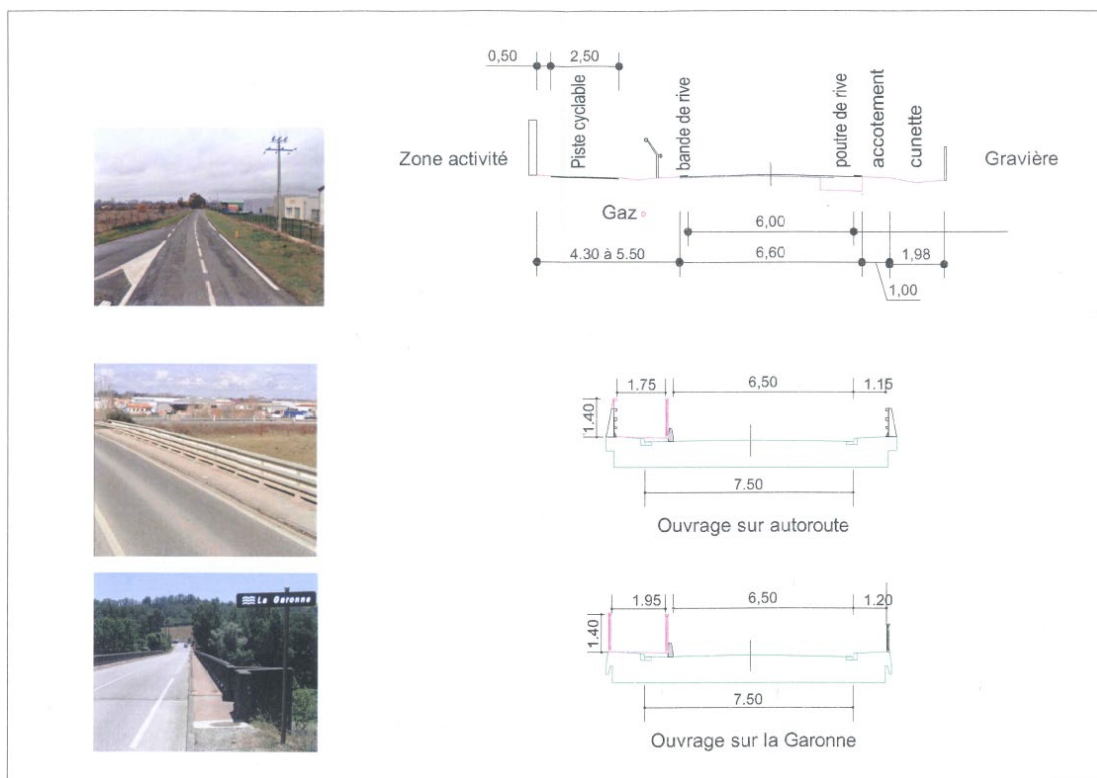 0,50
2,50
Piste cyclable
bande de rive
poutre de rive
accotement
cunette
Zone activité
Gravière
Gaz
6,00
4.30 à 5.50
6,60
1,98
1,00
1.75
6,50
1.15
1.40
7.50
Ouvrage sur autoroute
La Garonne
1.95
6,50
1.20
1.40
7.50
Ouvrage sur la Garonne